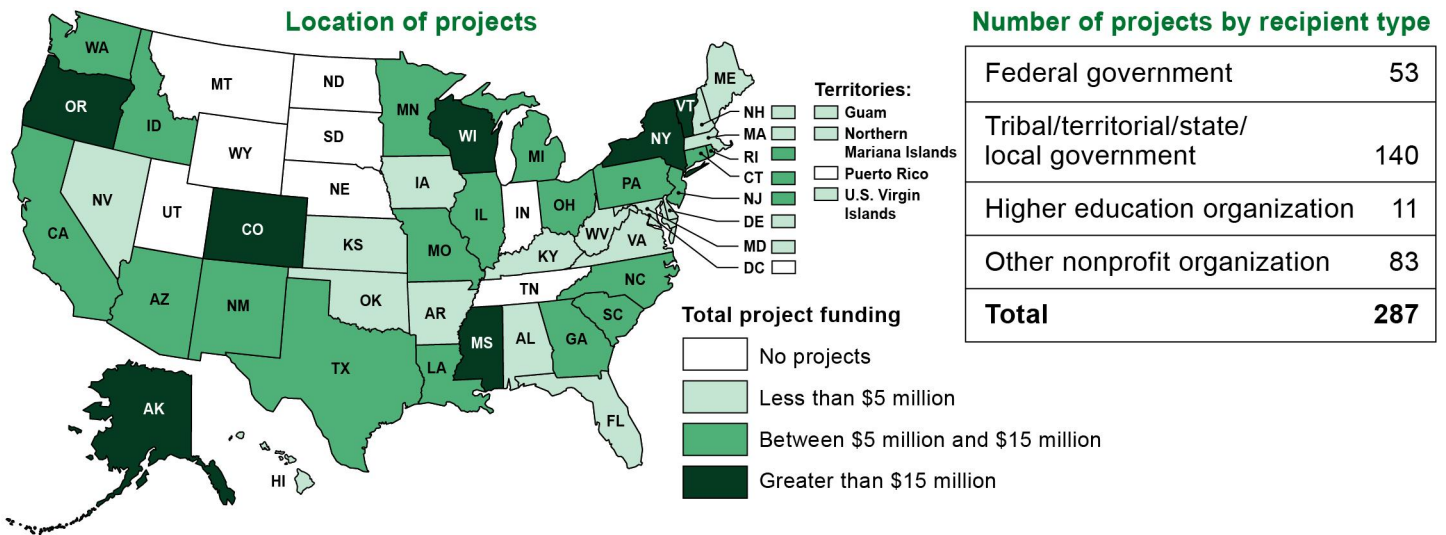 Location of projects
WA
MT
ND
MN
ME
OR
ID
SD
WI
MI
VT
NY
WY
NV
UT
NE
IA
IL
IN
OH
PA
CA
CO
KS
MO
KY
WV
VA
AZ
NM
OK
AR
TN
NC
SC
TX
LA
MS
AL
GA
FL
AK
HI
NH
MA
RI
CT
NJ
DE
MD
DC
Territories:
Guam
Northern
Mariana Islands
Puerto Rico
U.S. Virgin
Islands
Total project funding
No projects
Less than $5 million
Between $5 million and $15 million
Greater than $15 million
Number of projects by recipient type
Federal government 53
Tribal/territorial/state/
local government 140
Higher education organization 11
Other nonprofit organization 83
Total 287